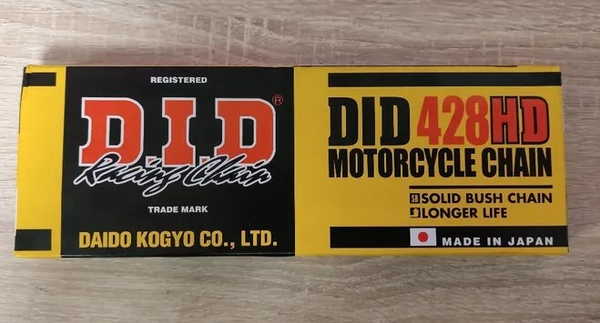 REGISTERED
D.I.D®
Racing Chain
TRADE MARK
DAIDO KOGYO CO., LTD.
DID 428HD
MOTORCYCLE CHAIN
SB SOLID BUSH CHAIN
LONGER LIFE
MADE IN JAPAN